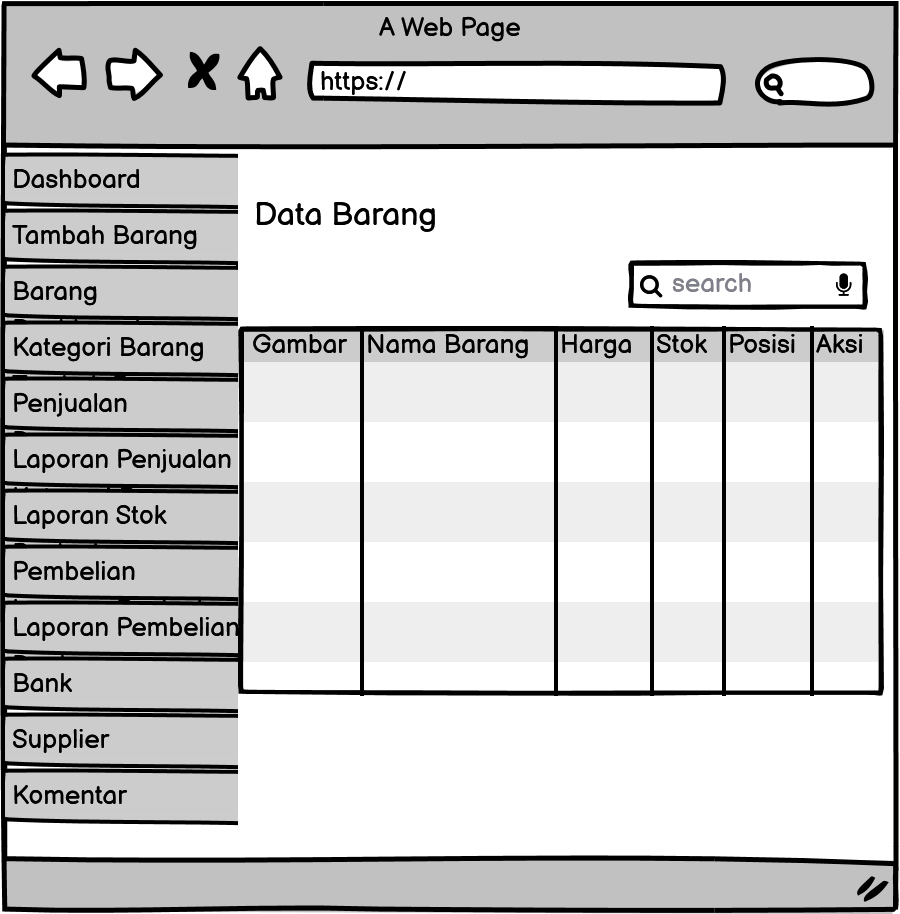 A Web Page
https://
Dashboard
Tambah Barang
Barang
Kategori Barang
Penjualan
Laporan Penjualan
Laporan Stok
Pembelian
Laporan Pembelian
Bank
Supplier
Komentar
Data Barang
search
Gambar Nama Barang Harga Stok Posisi Aksi